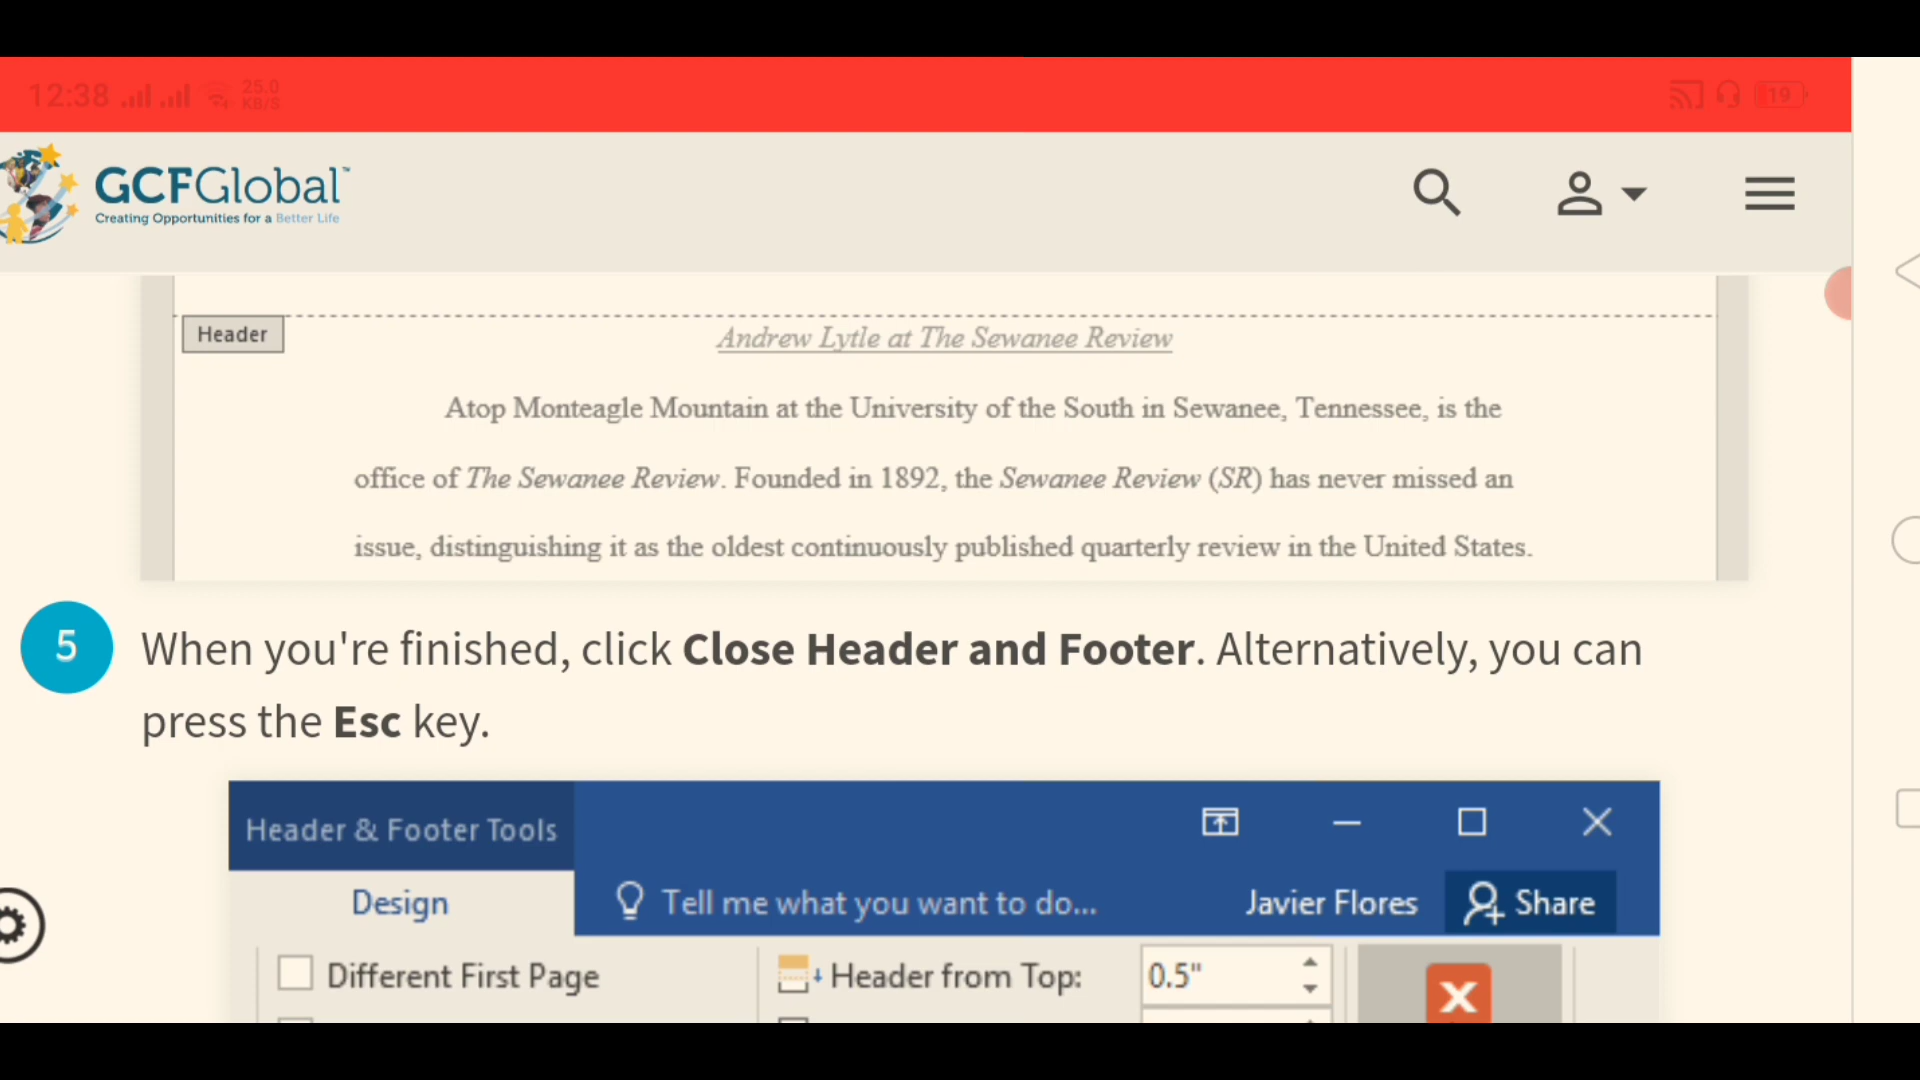 12:38 25.0 KB/S 19
GCFGlobal™
Creating Opportunities for a Better Life
Header
Andrew Lytle at The Sewanee Review
Atop Monteagle Mountain at the University of the South in Sewanee, Tennessee, is the
office of The Sewanee Review. Founded in 1892, the Sewanee Review (SR) has never missed an
issue, distinguishing it as the oldest continuously published quarterly review in the United States.
5 When you're finished, click Close Header and Footer. Alternatively, you can
press the Esc key.
Header & Footer Tools
Design Tell me what you want to do... Javier Flores Share
Different First Page Header from Top: 0.5"